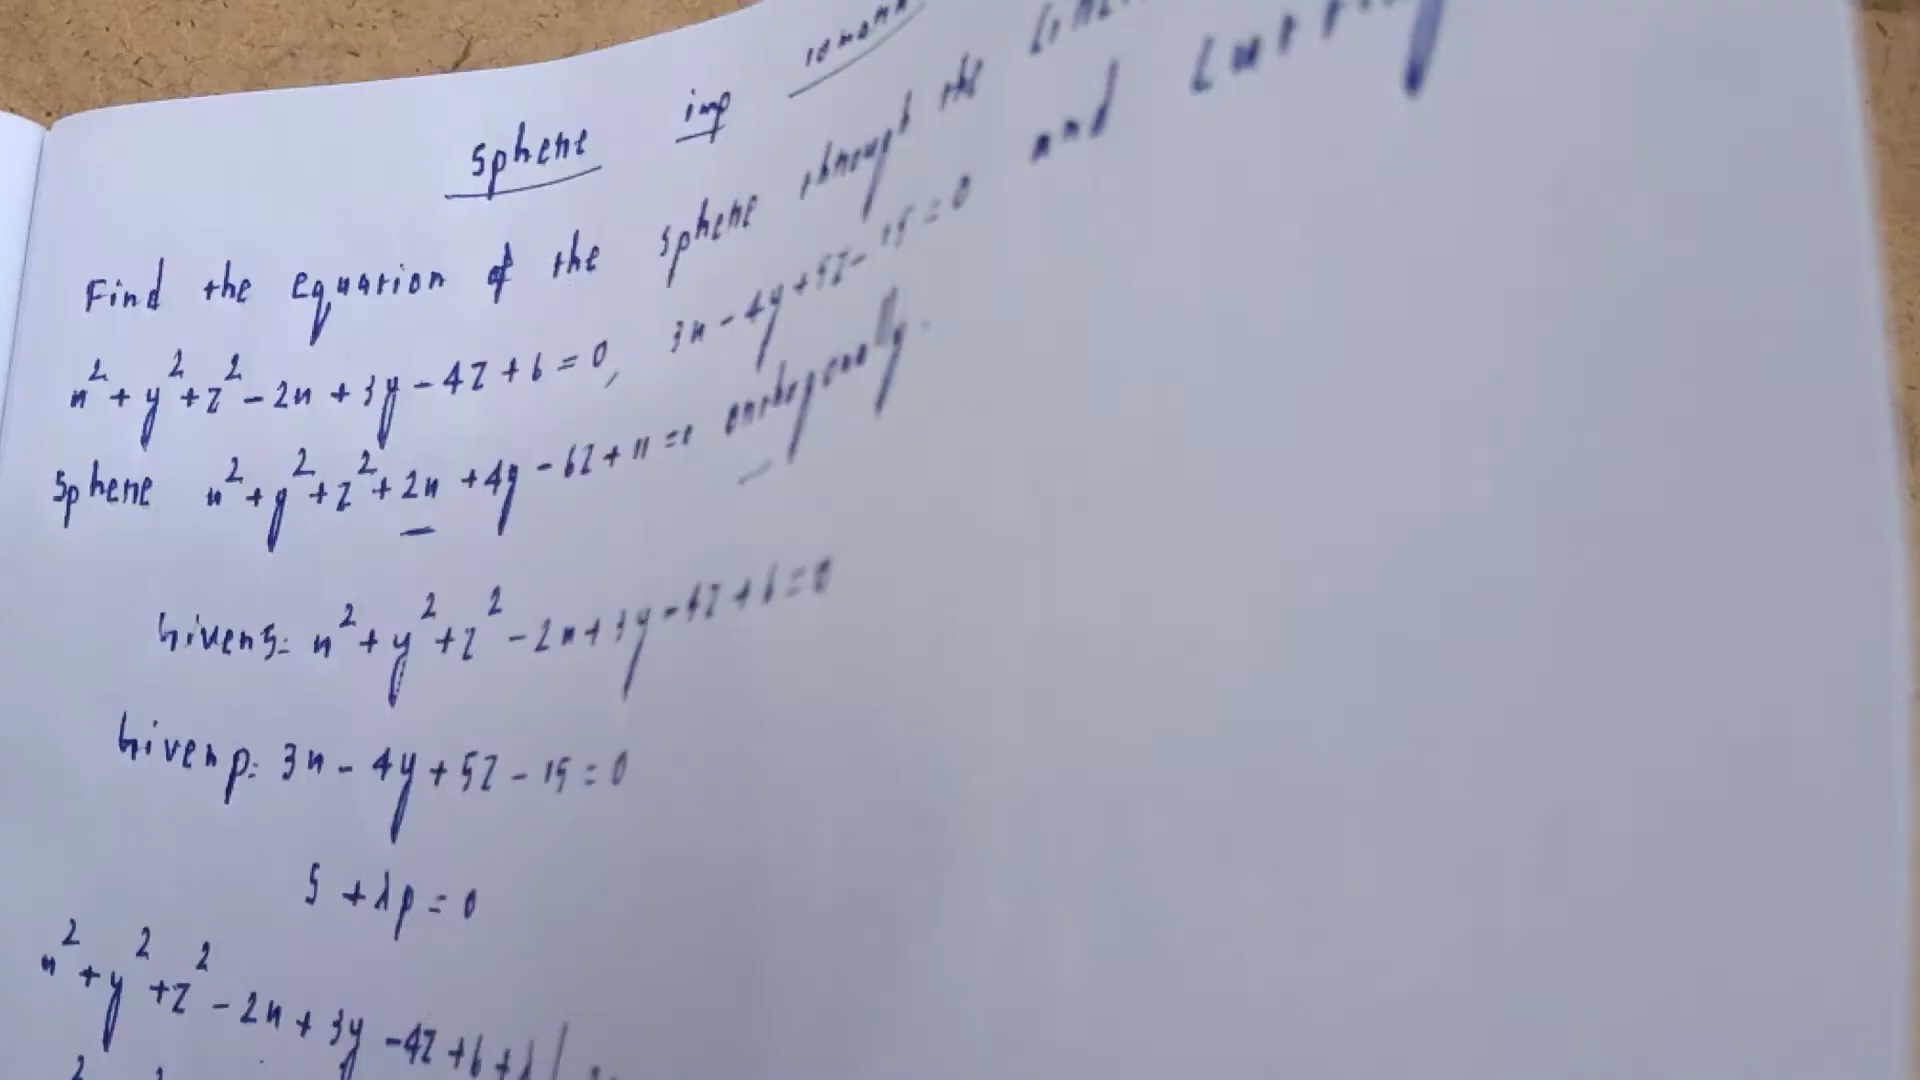 Sphere imp
Find the equation of the sphere through the
x² + y² + z² - 2x + 3y - 4z + 6 = 0, 3x - 4y + 5z - 15 = 0 and
Sphere x² + y² + z² + 2x + 4y - 6z + 11 = 0 orthogonally.
Given S: x² + y² + z² - 2x + 3y - 4z + 6 = 0
Given p: 3x - 4y + 5z - 15 = 0
S + λp = 0
x² + y² + z² - 2x + 3y - 4z + 6 + λ(